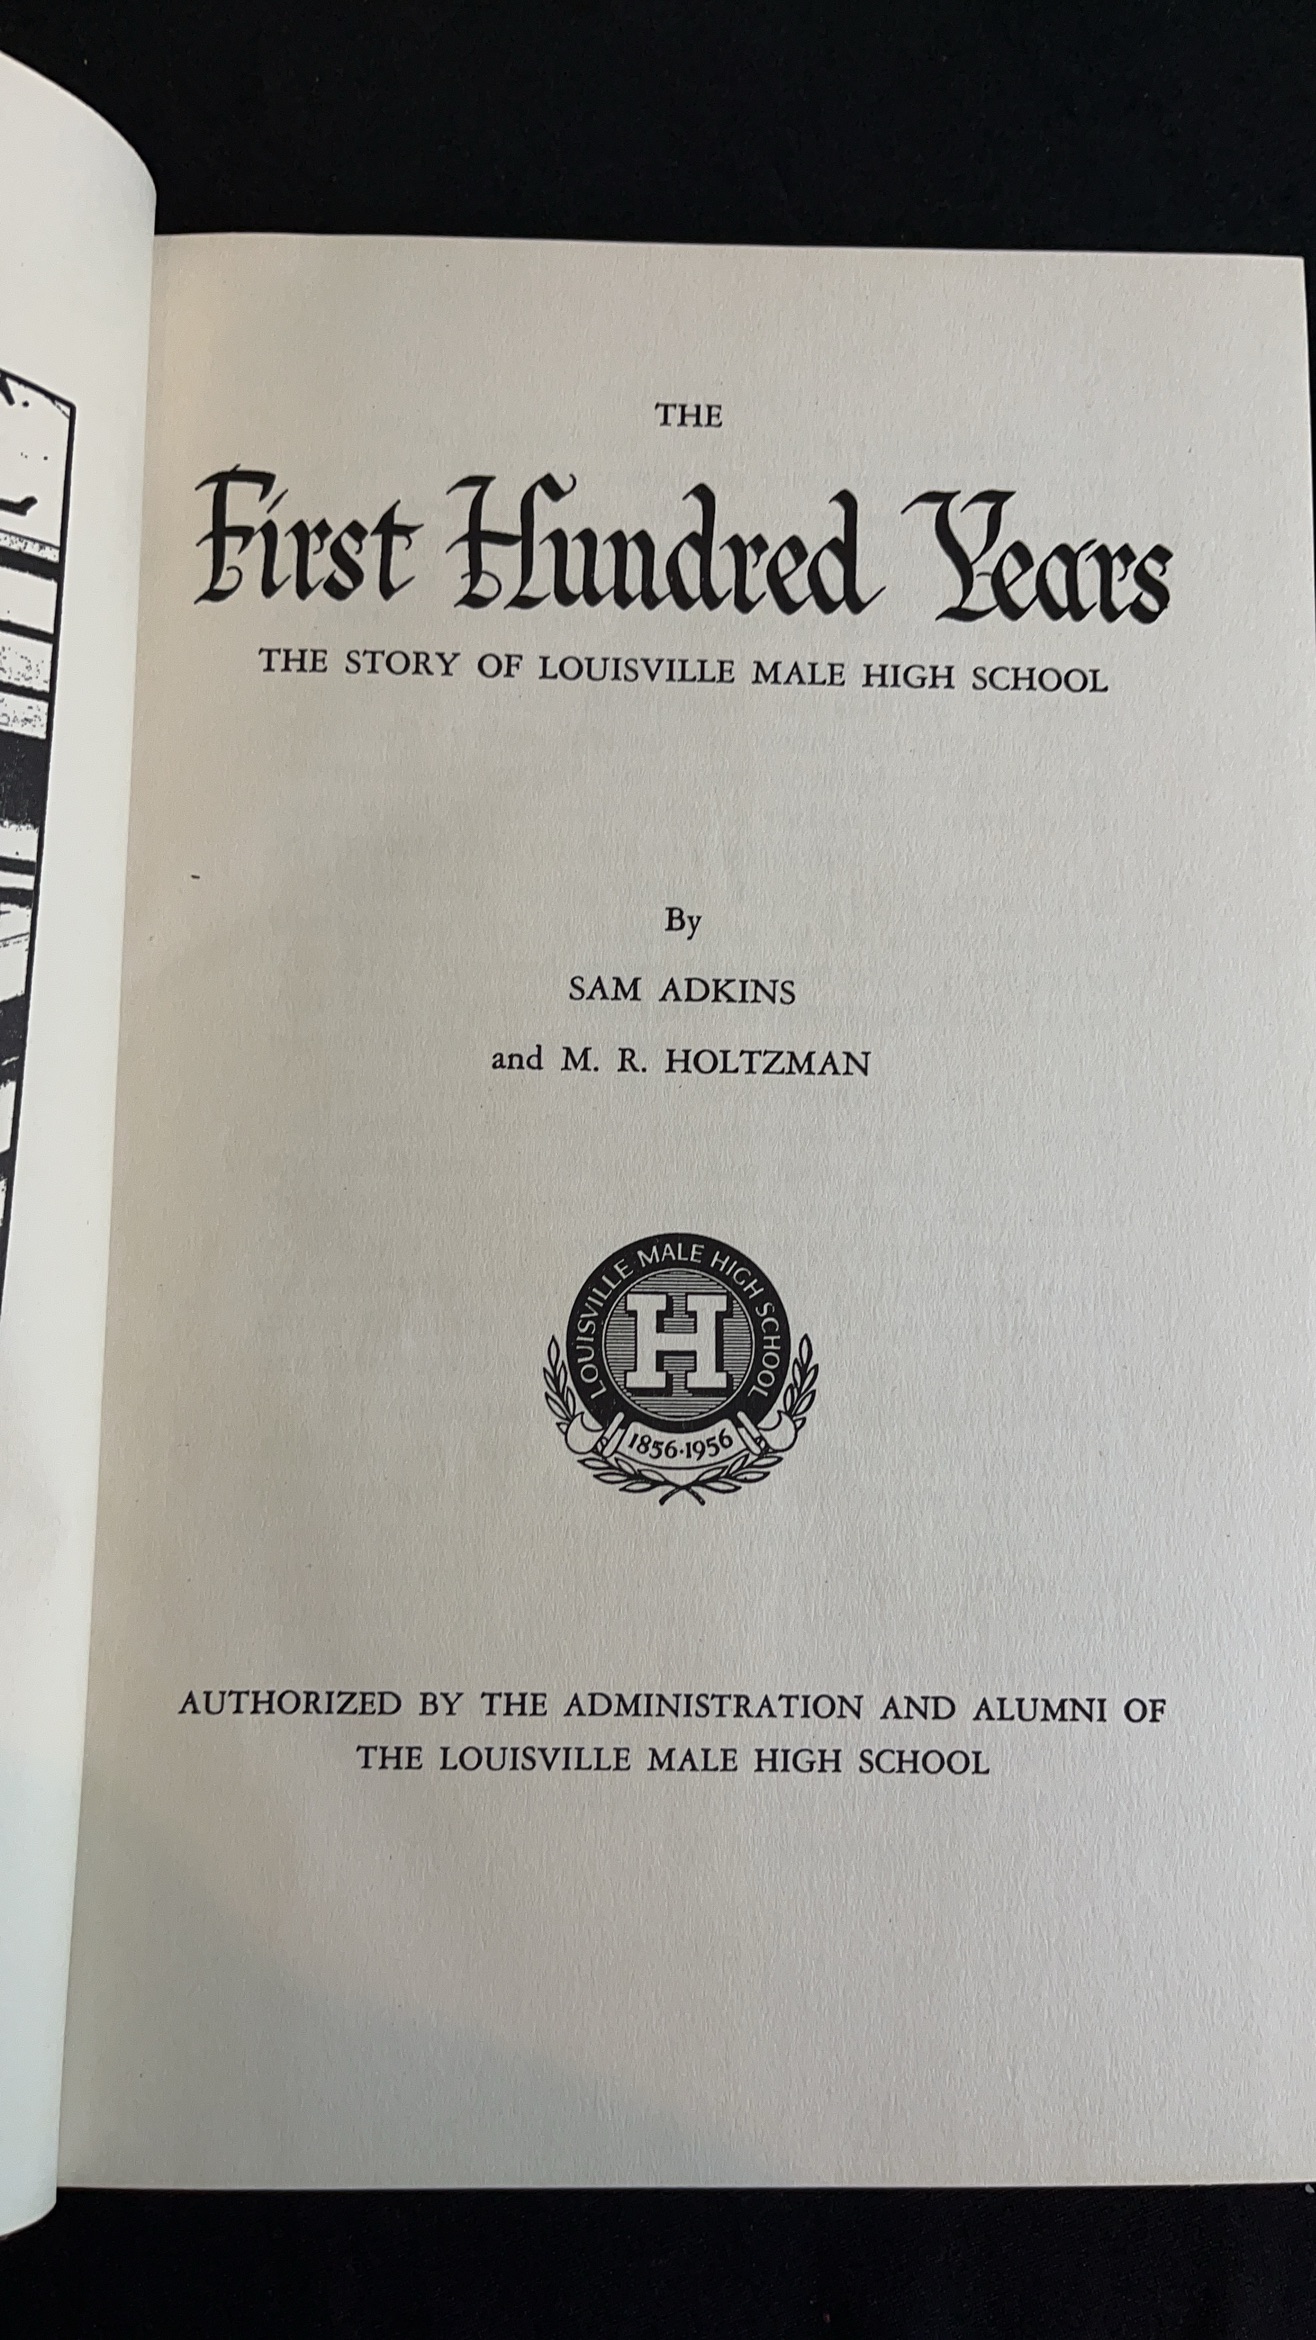 THE
First Hundred Years
THE STORY OF LOUISVILLE MALE HIGH SCHOOL
By
SAM ADKINS
and M. R. HOLTZMAN
LOUISVILLE MALE HIGH SCHOOL
H
1856·1956
AUTHORIZED BY THE ADMINISTRATION AND ALUMNI OF
THE LOUISVILLE MALE HIGH SCHOOL